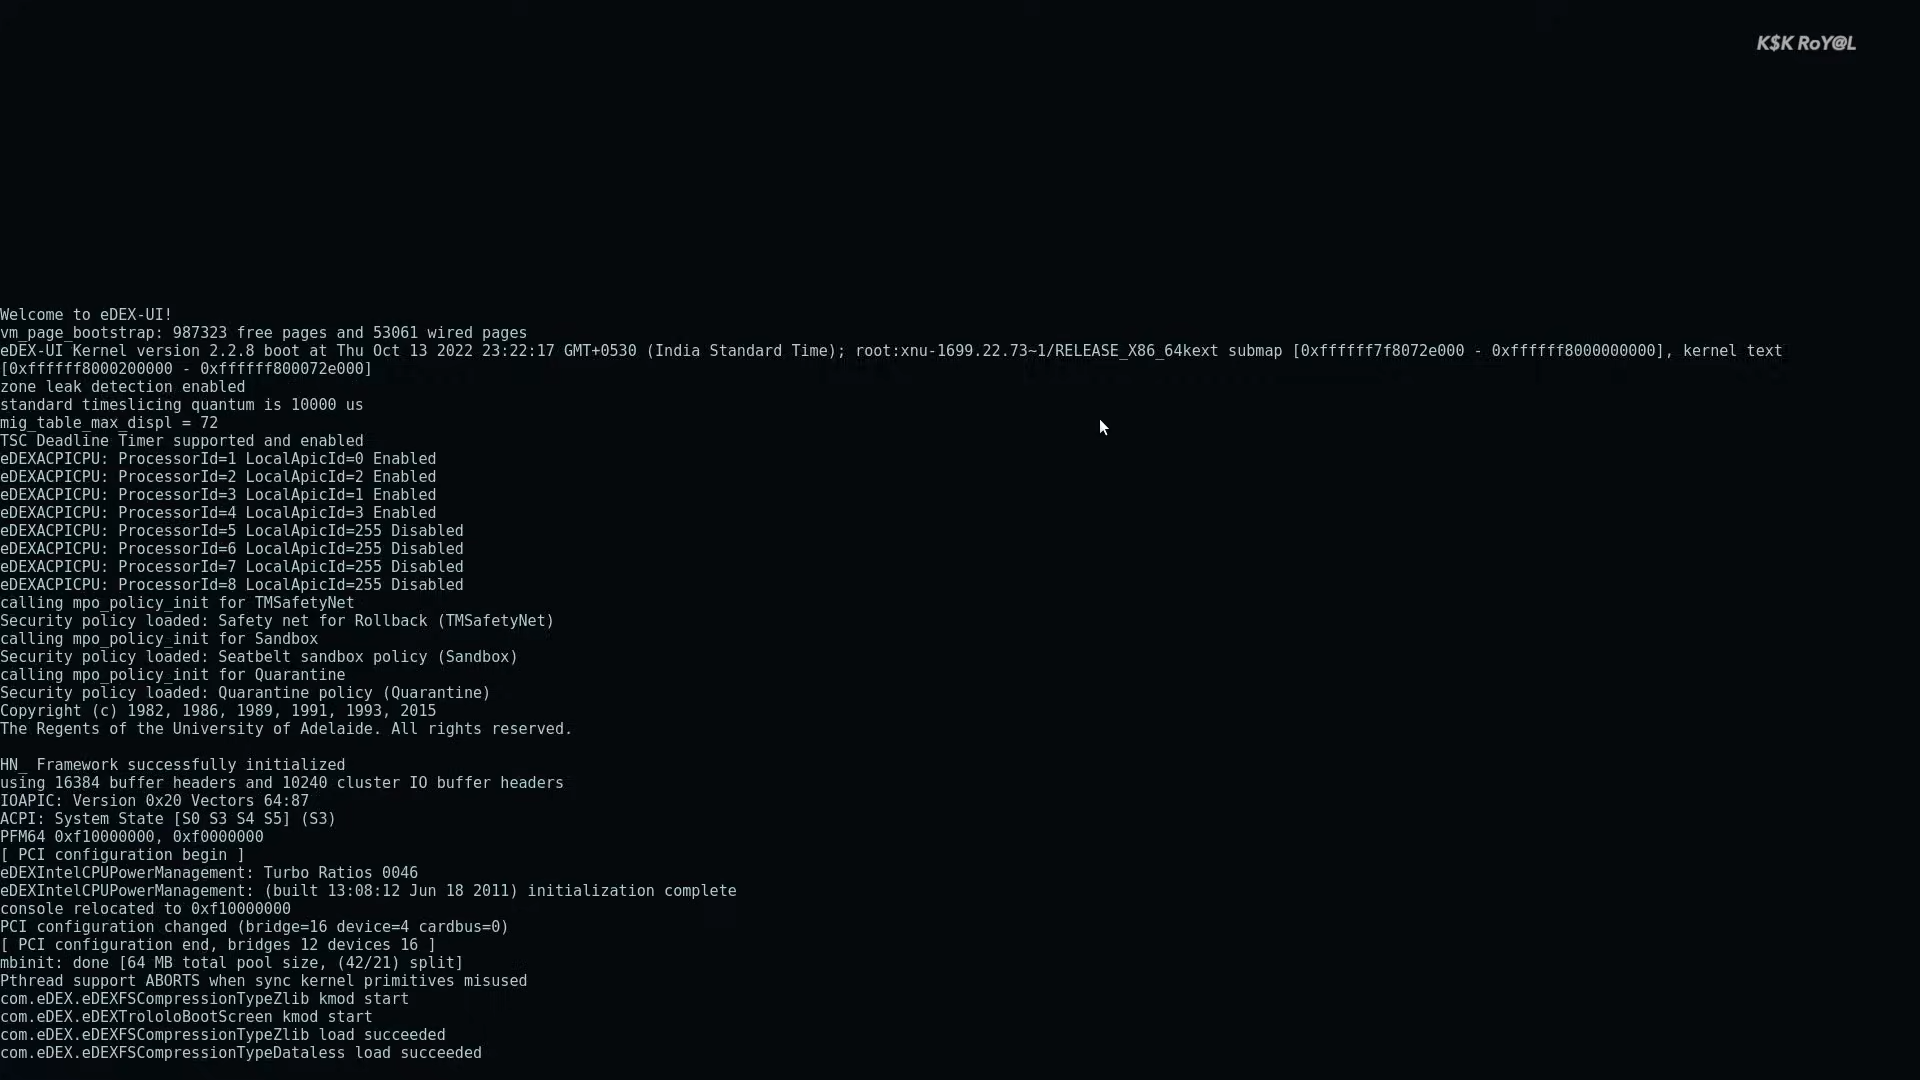 K$K RoY@L
Welcome to eDEX-UI!
vm_page_bootstrap: 987323 free pages and 53061 wired pages
eDEX-UI Kernel version 2.2.8 boot at Thu Oct 13 2022 23:22:17 GMT+0530 (India Standard Time); root:xnu-1699.22.73~1/RELEASE_X86_64kext submap [0xffffff7f8072e000 - 0xffffff8000000000], kernel text
[0xffffff8000200000 - 0xffffff800072e000]
zone leak detection enabled
standard timeslicing quantum is 10000 us
mig_table_max_displ = 72
TSC Deadline Timer supported and enabled
eDEXACPICPU: ProcessorId=1 LocalApicId=0 Enabled
eDEXACPICPU: ProcessorId=2 LocalApicId=2 Enabled
eDEXACPICPU: ProcessorId=3 LocalApicId=1 Enabled
eDEXACPICPU: ProcessorId=4 LocalApicId=3 Enabled
eDEXACPICPU: ProcessorId=5 LocalApicId=255 Disabled
eDEXACPICPU: ProcessorId=6 LocalApicId=255 Disabled
eDEXACPICPU: ProcessorId=7 LocalApicId=255 Disabled
eDEXACPICPU: ProcessorId=8 LocalApicId=255 Disabled
calling mpo_policy_init for TMSafetyNet
Security policy loaded: Safety net for Rollback (TMSafetyNet)
calling mpo_policy_init for Sandbox
Security policy loaded: Seatbelt sandbox policy (Sandbox)
calling mpo_policy_init for Quarantine
Security policy loaded: Quarantine policy (Quarantine)
Copyright (c) 1982, 1986, 1989, 1991, 1993, 2015
The Regents of the University of Adelaide. All rights reserved.
HN_ Framework successfully initialized
using 16384 buffer headers and 10240 cluster IO buffer headers
IOAPIC: Version 0x20 Vectors 64:87
ACPI: System State [S0 S3 S4 S5] (S3)
PFM64 0xf10000000, 0xf0000000
[ PCI configuration begin ]
eDEXIntelCPUPowerManagement: Turbo Ratios 0046
eDEXIntelCPUPowerManagement: (built 13:08:12 Jun 18 2011) initialization complete
console relocated to 0xf10000000
PCI configuration changed (bridge=16 device=4 cardbus=0)
[ PCI configuration end, bridges 12 devices 16 ]
mbinit: done [64 MB total pool size, (42/21) split]
Pthread support ABORTS when sync kernel primitives misused
com.eDEX.eDEXFSCompressionTypeZlib kmod start
com.eDEX.eDEXTrololoBootScreen kmod start
com.eDEX.eDEXFSCompressionTypeZlib load succeeded
com.eDEX.eDEXFSCompressionTypeDataless load succeeded